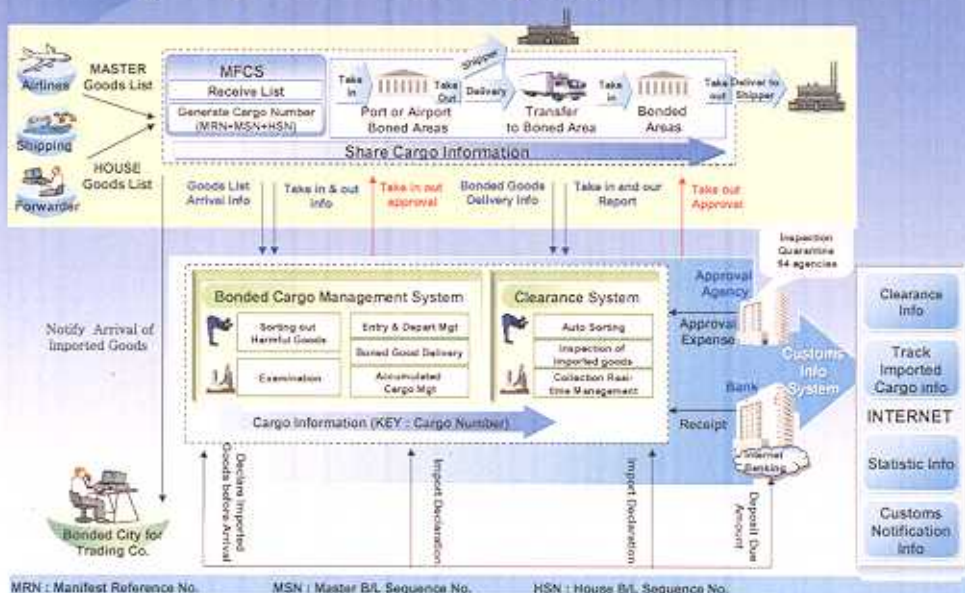 Airlines
Shipping
Forwarder
MASTER
Goods List
HOUSE
Goods List
MFCS
Receive List
Generate Cargo Number
(MRN+MSN+HSN)
Take
in
Port or Airport
Boned Areas
Take
Out
Shipper
Delivery
Transfer
to Boned Area
Take
in
Bonded
Areas
Take
out
Deliver to
Shipper
Share Cargo Information
Goods List
Arrival Info
Take in & out
info
Take in out
approval
Bonded Goods
Delivery Info
Take in and our
Report
Take out
Approval
Inspection
Quarantine
64 agencies
Notify Arrival of
Imported Goods
Bonded Cargo Management System
Sorting out
Harmful Goods
Examination
Entry & Depart Mgt
Boned Good Delivery
Accumulated
Cargo Mgt
Clearance System
Auto Sorting
Inspection of
Imported goods
Collection Real-
time Management
Cargo Information (KEY : Cargo Number)
Approval
Agency
Approval
Expense
Bank
Receipt
Internet
Banking
Customs
Info
System
Clearance
Info
Track
Imported
Cargo info
INTERNET
Statistic Info
Customs
Notification
Info
Bonded City for
Trading Co.
Declare Imported
Goods before Arrival
Import Declaration
Import Declaration
Deposit Due
Amount
MRN : Manifest Reference No.
MSN : Master B/L Sequence No.
HSN : House B/L Sequence No.